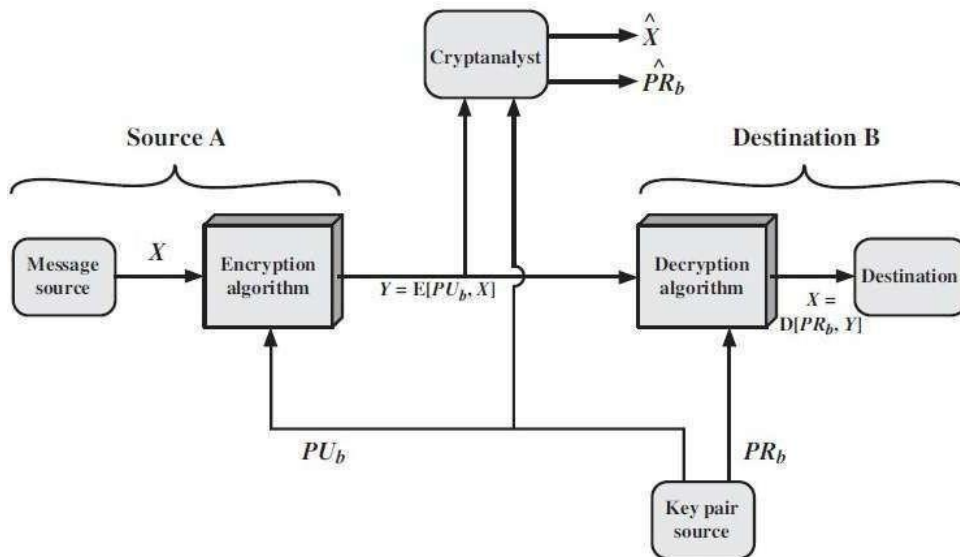 Cryptanalyst
X̂
P̂R_b
Source A
Destination B
Message
source
X
Encryption
algorithm
Y = E[PU_b, X]
Decryption
algorithm
X =
D[PR_b, Y]
Destination
PU_b
PR_b
Key pair
source